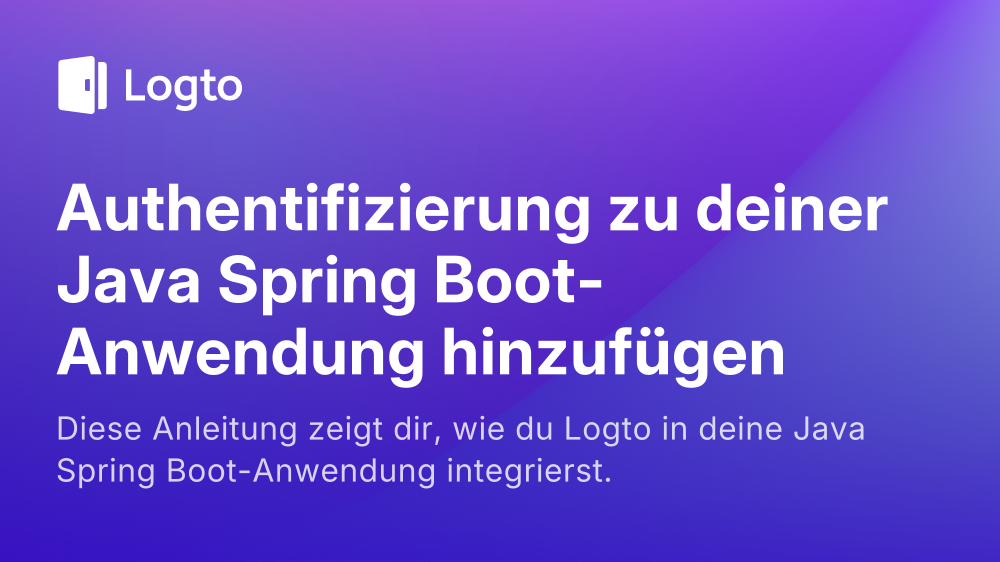 Logto
Authentifizierung zu deiner
Java Spring Boot-
Anwendung hinzufügen
Diese Anleitung zeigt dir, wie du Logto in deine Java
Spring Boot-Anwendung integrierst.